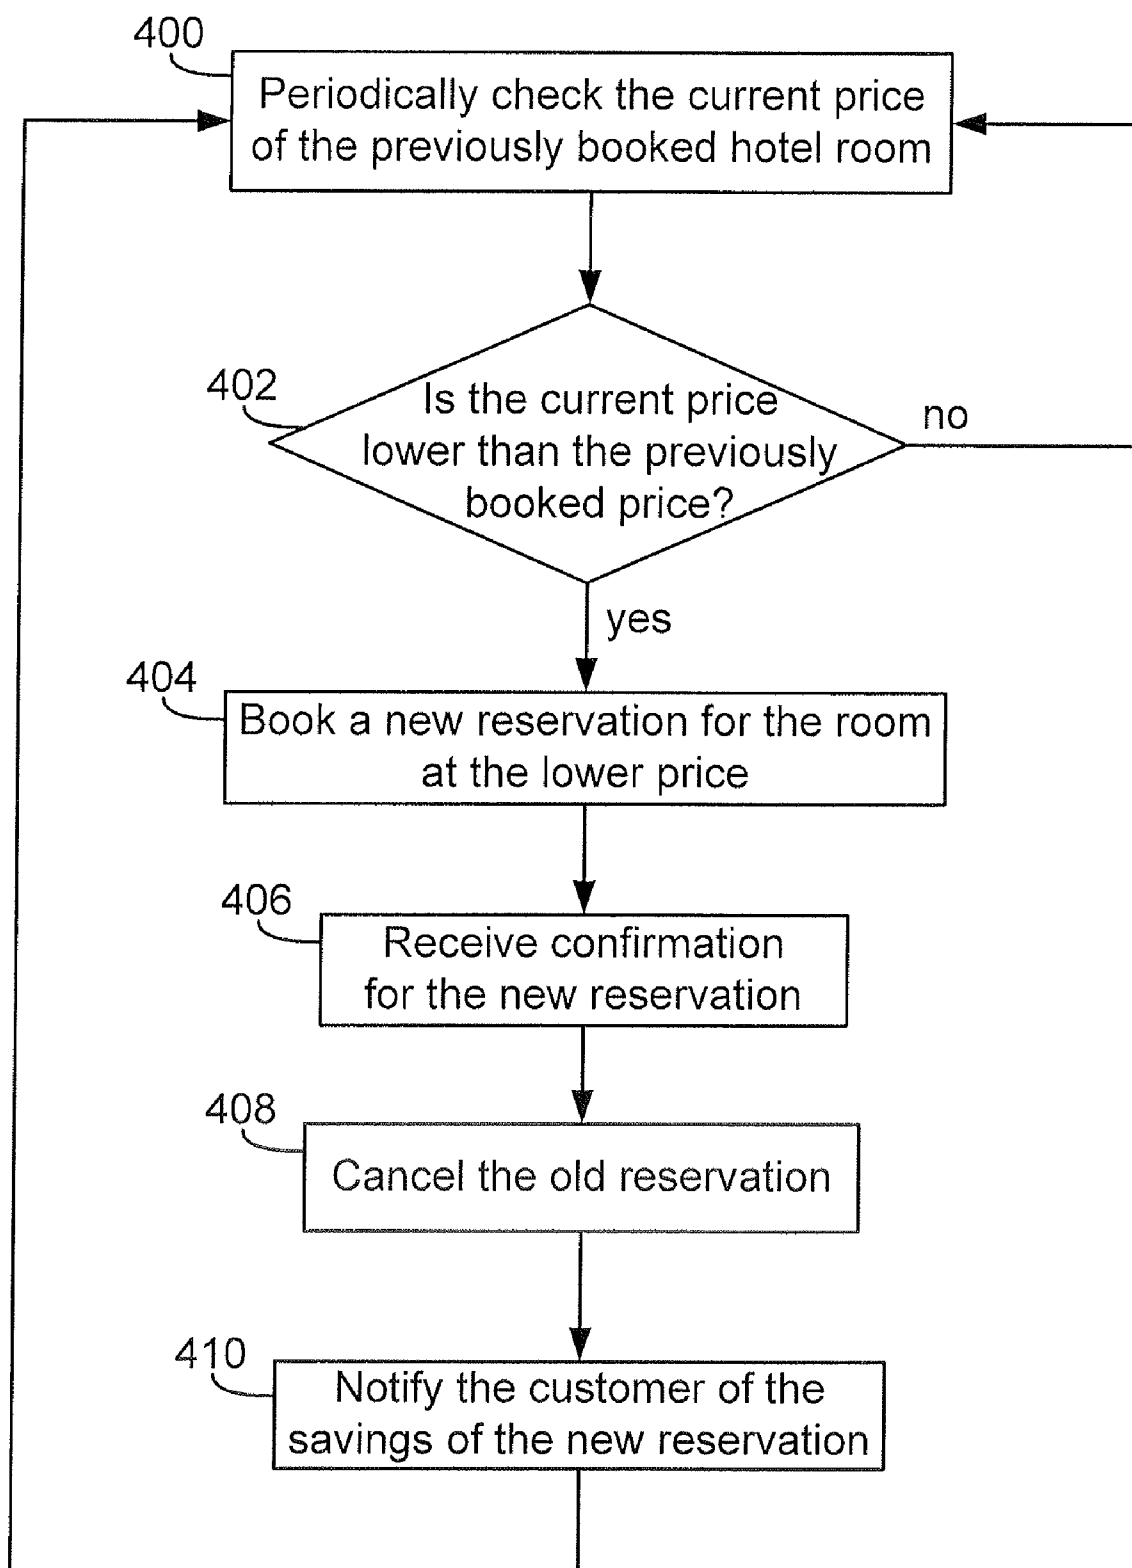 400
Periodically check the current price
of the previously booked hotel room
402
Is the current price
lower than the previously
booked price?
no
yes
404
Book a new reservation for the room
at the lower price
406
Receive confirmation
for the new reservation
408
Cancel the old reservation
410
Notify the customer of the
savings of the new reservation